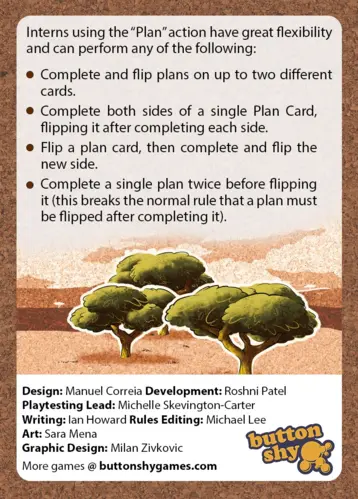 Interns using the “Plan” action have great flexibility
and can perform any of the following:
• Complete and flip plans on up to two different
cards.
• Complete both sides of a single Plan Card,
flipping it after completing each side.
• Flip a plan card, then complete and flip the
new side.
• Complete a single plan twice before flipping
it (this breaks the normal rule that a plan must
be flipped after completing it).
Design: Manuel Correia Development: Roshni Patel
Playtesting Lead: Michelle Skevington-Carter
Writing: Ian Howard Rules Editing: Michael Lee
Art: Sara Mena
Graphic Design: Milan Zivkovic
More games @ buttonshygames.com
button
shy